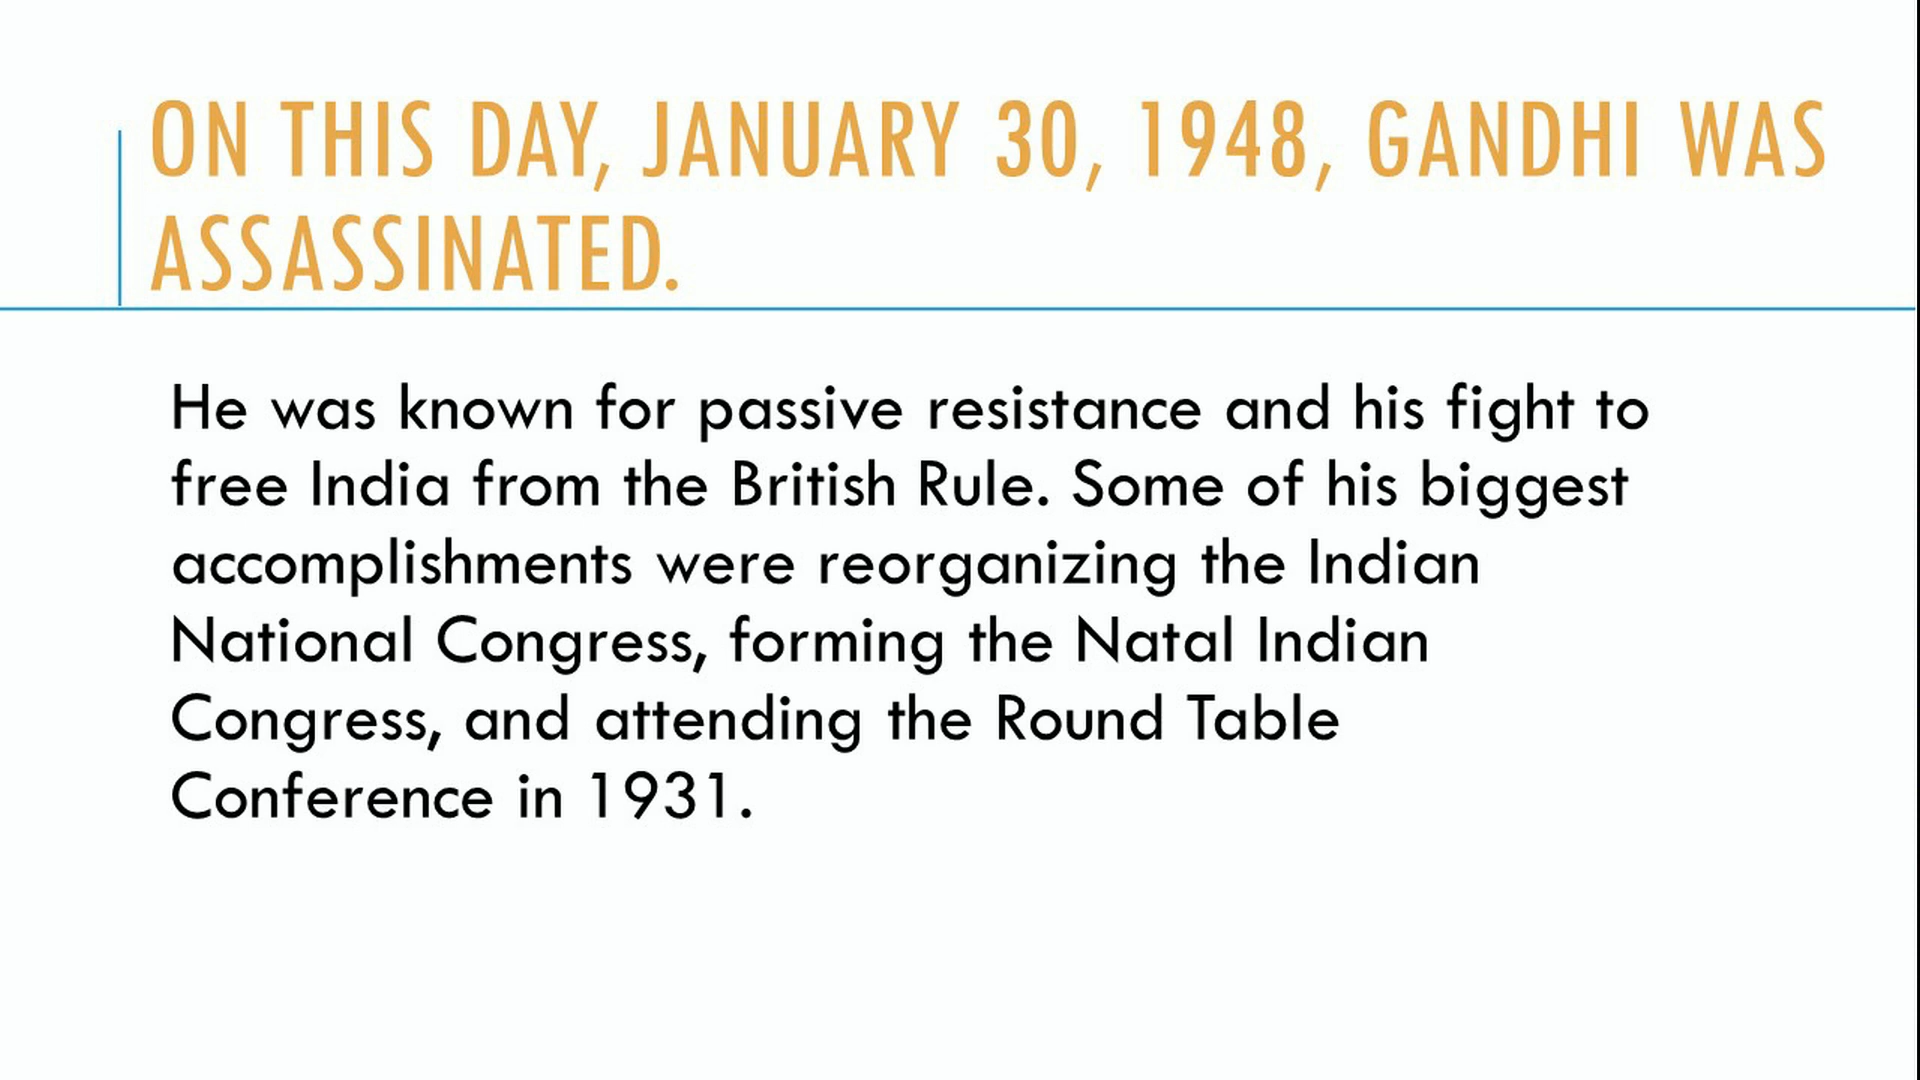 ON THIS DAY, JANUARY 30, 1948, GANDHI WAS
ASSASSINATED.
He was known for passive resistance and his fight to
free India from the British Rule. Some of his biggest
accomplishments were reorganizing the Indian
National Congress, forming the Natal Indian
Congress, and attending the Round Table
Conference in 1931.